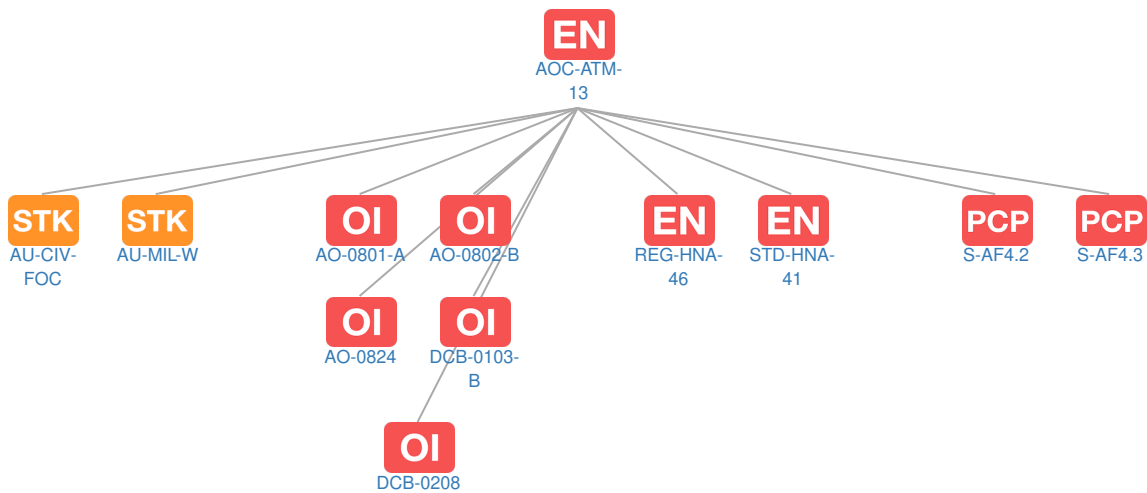 EN
AOC-ATM-
13
STK
AU-CIV-
FOC
STK
AU-MIL-W
OI
AO-0801-A
OI
AO-0802-B
EN
REG-HNA-
46
EN
STD-HNA-
41
PCP
S-AF4.2
PCP
S-AF4.3
OI
AO-0824
OI
DCB-0103-
B
OI
DCB-0208